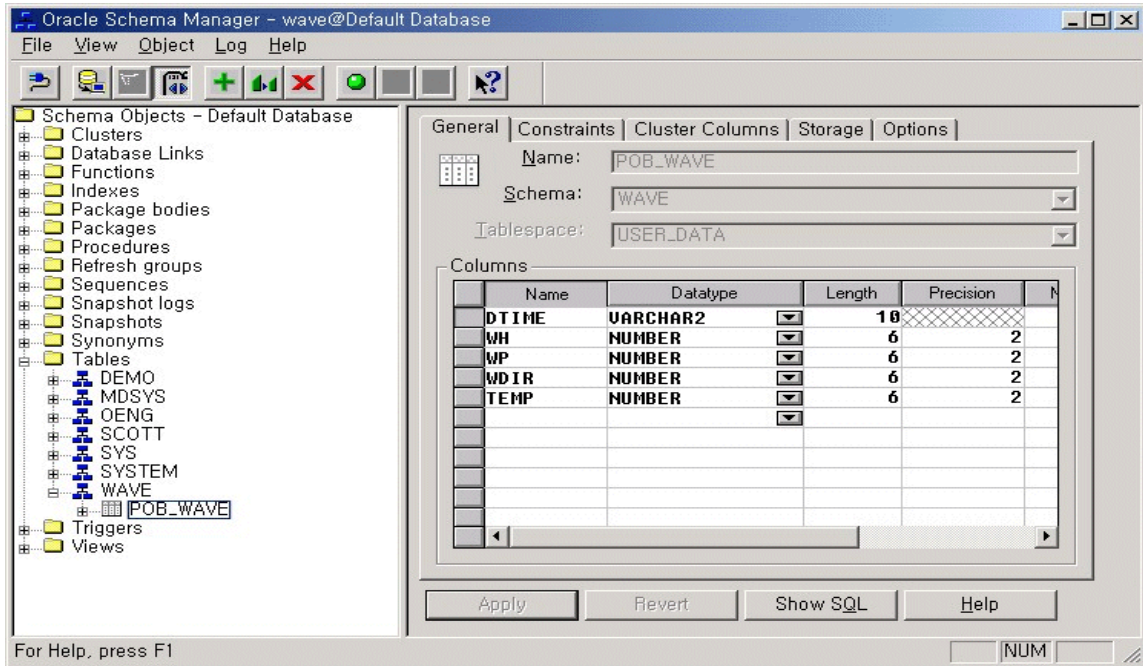 Oracle Schema Manager - wave@Default Database
File View Object Log Help
Schema Objects - Default Database
Clusters
Database Links
Functions
Indexes
Package bodies
Packages
Procedures
Refresh groups
Sequences
Snapshot logs
Snapshots
Synonyms
Tables
DEMO
MDSYS
OENG
SCOTT
SYS
SYSTEM
WAVE
POB_WAVE
Triggers
Views
General Constraints Cluster Columns Storage Options
Name: POB_WAVE
Schema: WAVE
Tablespace: USER_DATA
Columns
Name Datatype Length Precision
DTIME VARCHAR2 10
WH NUMBER 6 2
WP NUMBER 6 2
WDIR NUMBER 6 2
TEMP NUMBER 6 2
Apply Revert Show SQL Help
For Help, press F1 NUM